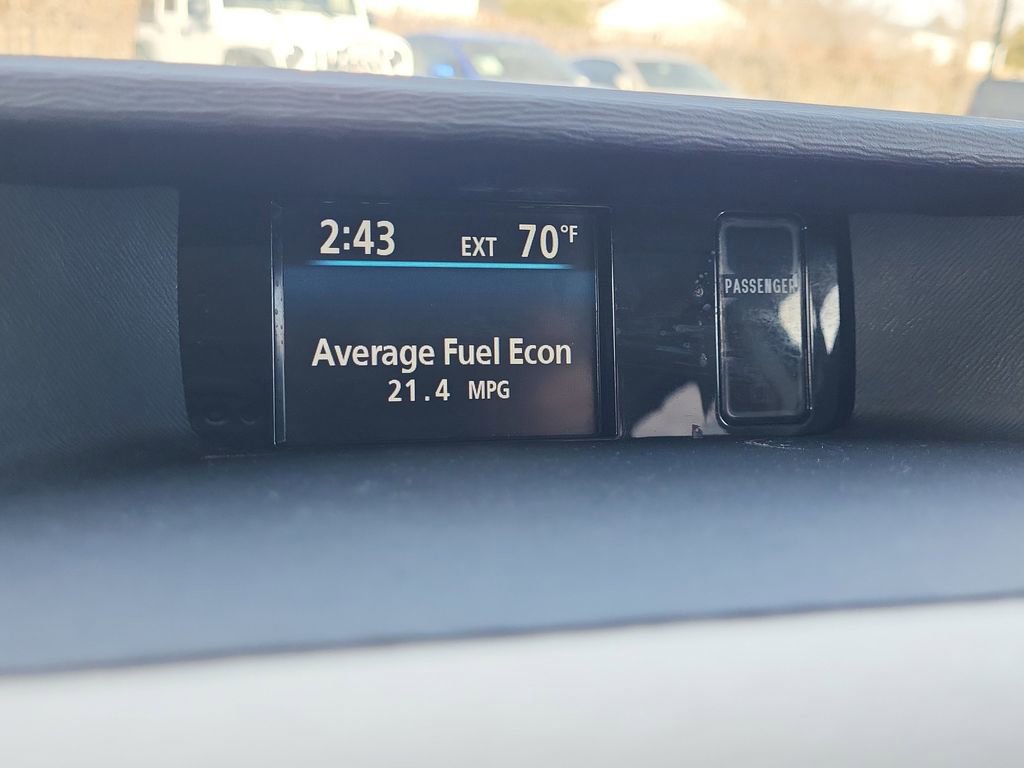 2:43 EXT 70°F
PASSENGER
Average Fuel Econ
21.4 MPG